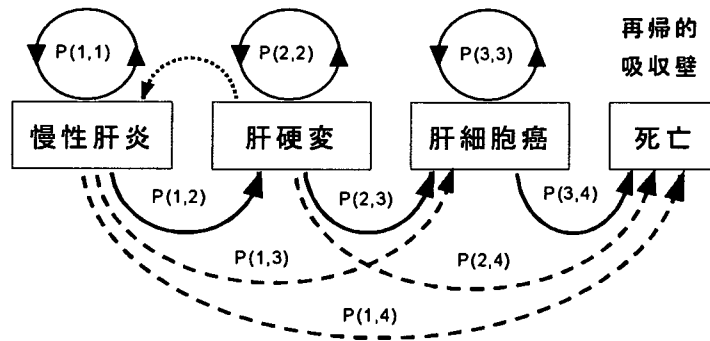 P(1,1)
P(2,2)
P(3,3)
再帰的
吸収壁
慢性肝炎
肝硬変
肝細胞癌
死亡
P(1,2)
P(2,3)
P(3,4)
P(1,3)
P(2,4)
P(1,4)